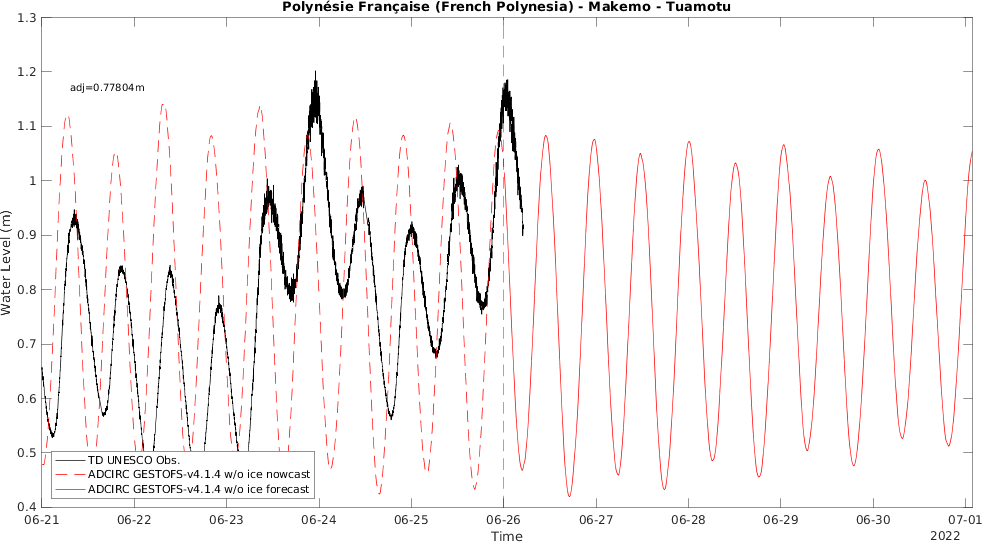 Polynésie Française (French Polynesia) - Makemo - Tuamotu
1.3
1.2
1.1
1
0.9
0.8
0.7
0.6
0.5
0.4
Water Level (m)
adj=0.77804m
TD UNESCO Obs.
ADCIRC GESTOFS-v4.1.4 w/o ice nowcast
ADCIRC GESTOFS-v4.1.4 w/o ice forecast
06-21 06-22 06-23 06-24 06-25 06-26 06-27 06-28 06-29 06-30 07-01
Time
2022